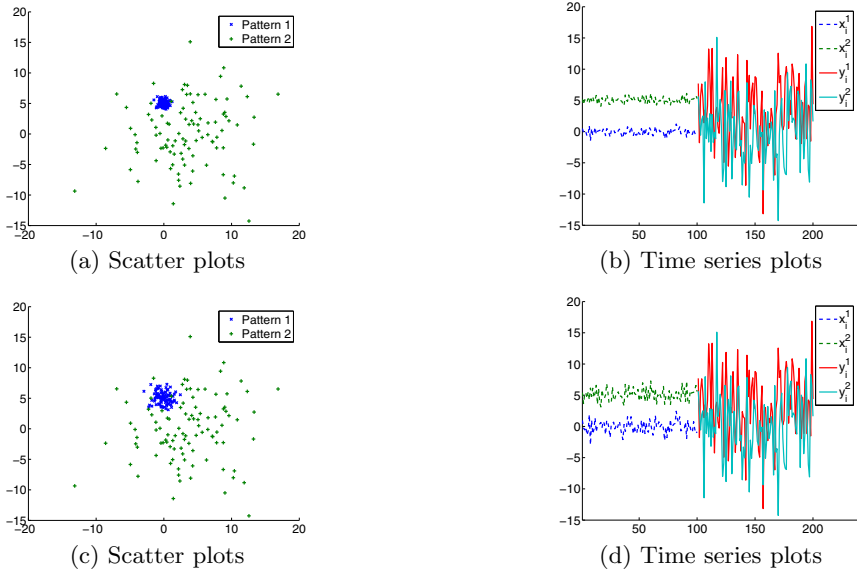 20
15
10
5
0
−5
−10
−15
−20 −10 0 10 20
Pattern 1
Pattern 2
(a) Scatter plots
20
15
10
5
0
−5
−10
−15
50 100 150 200
x_i^1
x_i^2
y_i^1
y_i^2
(b) Time series plots
20
15
10
5
0
−5
−10
−15
−20 −10 0 10 20
Pattern 1
Pattern 2
(c) Scatter plots
20
15
10
5
0
−5
−10
−15
50 100 150 200
x_i^1
x_i^2
y_i^1
y_i^2
(d) Time series plots